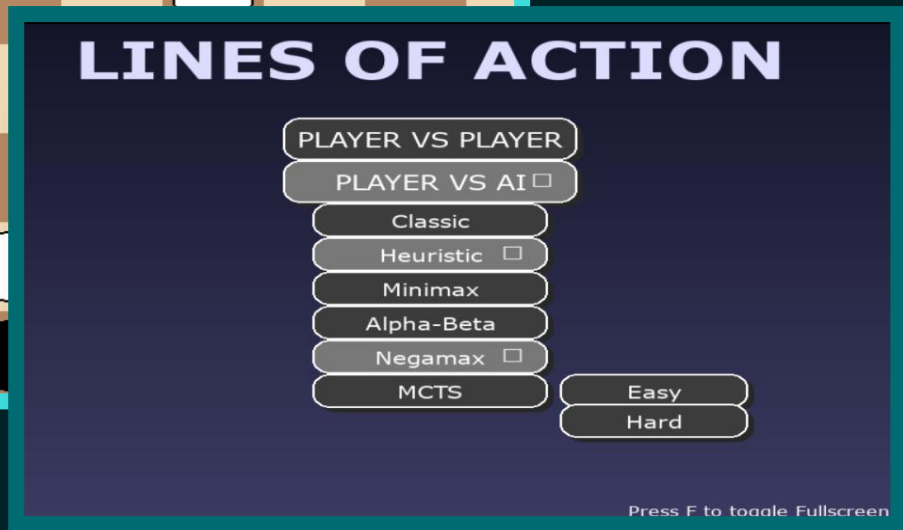 LINES OF ACTION
PLAYER VS PLAYER
PLAYER VS AI
Classic
Heuristic
Minimax
Alpha-Beta
Negamax
MCTS
Easy
Hard
Press F to toggle Fullscreen